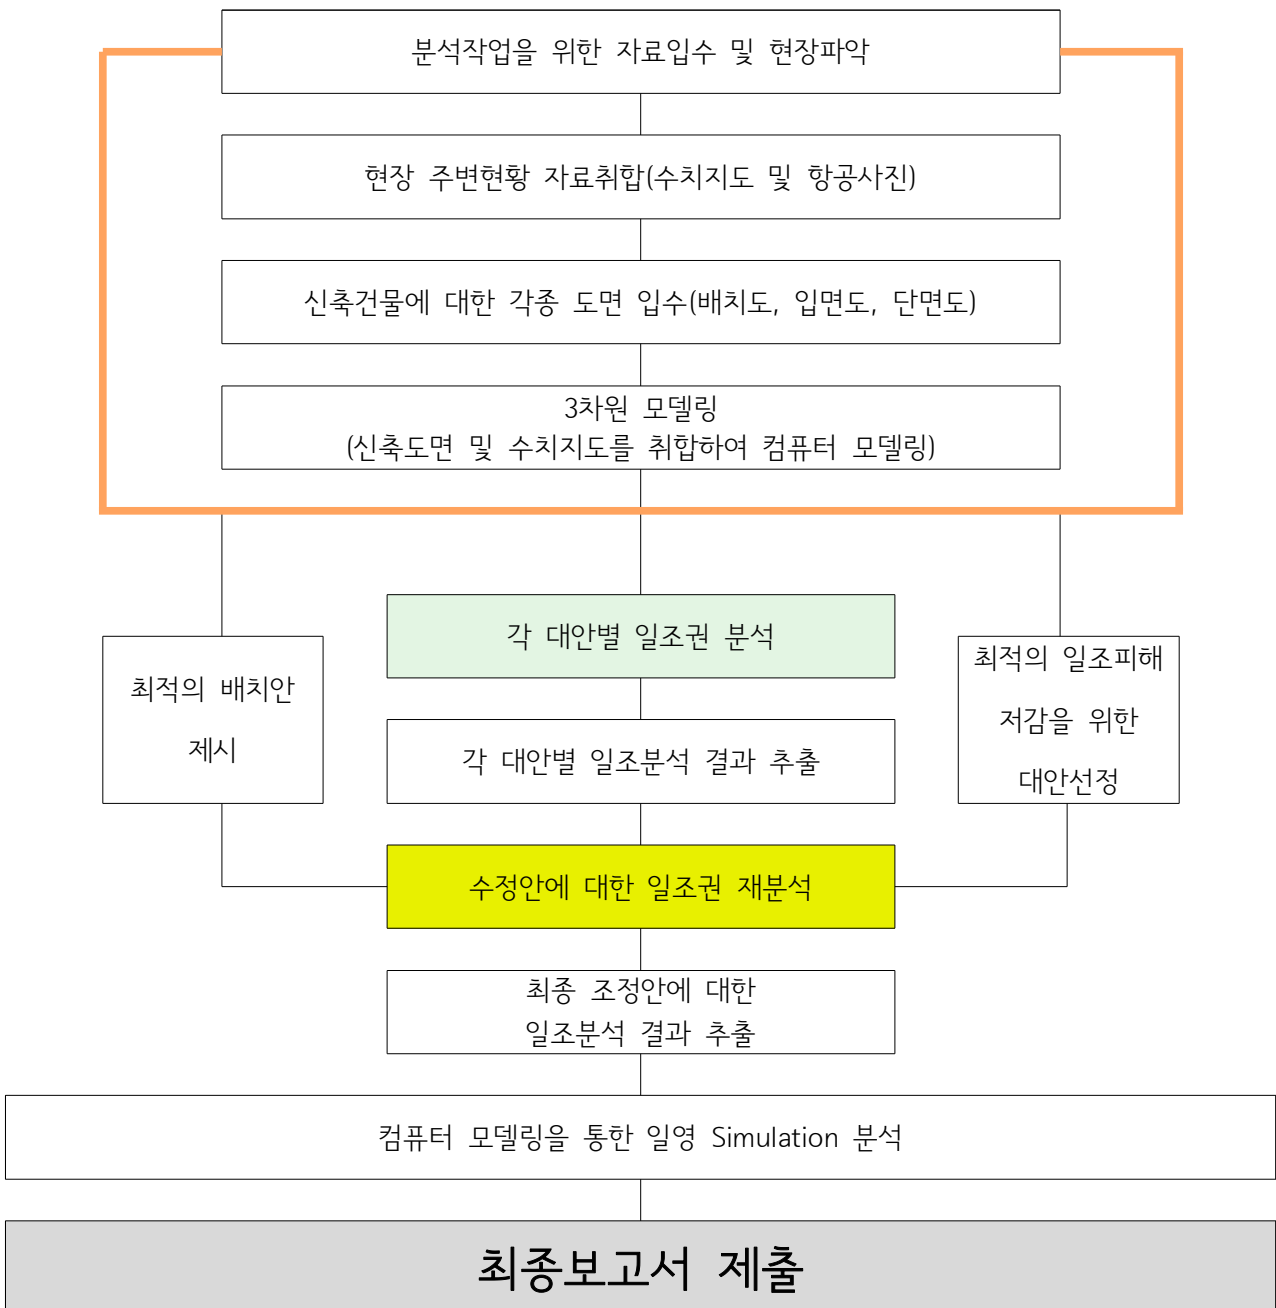 분석작업을 위한 자료입수 및 현장파악
현장 주변현황 자료취합(수치지도 및 항공사진)
신축건물에 대한 각종 도면 입수(배치도, 입면도, 단면도)
3차원 모델링
(신축도면 및 수치지도를 취합하여 컴퓨터 모델링)
최적의 배치안
제시
각 대안별 일조권 분석
각 대안별 일조분석 결과 추출
최적의 일조피해
저감을 위한
대안선정
수정안에 대한 일조권 재분석
최종 조정안에 대한
일조분석 결과 추출
컴퓨터 모델링을 통한 일영 Simulation 분석
최종보고서 제출